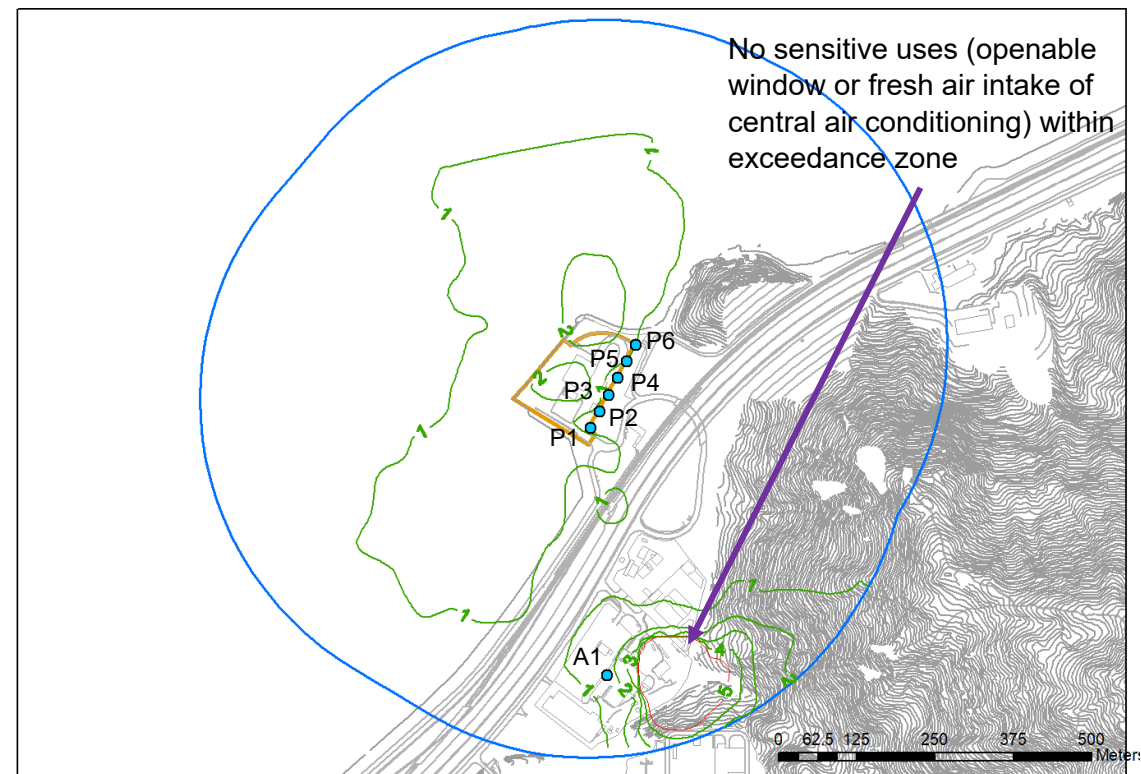 No sensitive uses (openable
window or fresh air intake of
central air conditioning) within
exceedance zone
1
1
2
P6
P5
P4
2
P3
1
P2
P1
1
1
1
1
A1
3
4
1
2
5
2
0 62.5 125 250 375 500
Meters